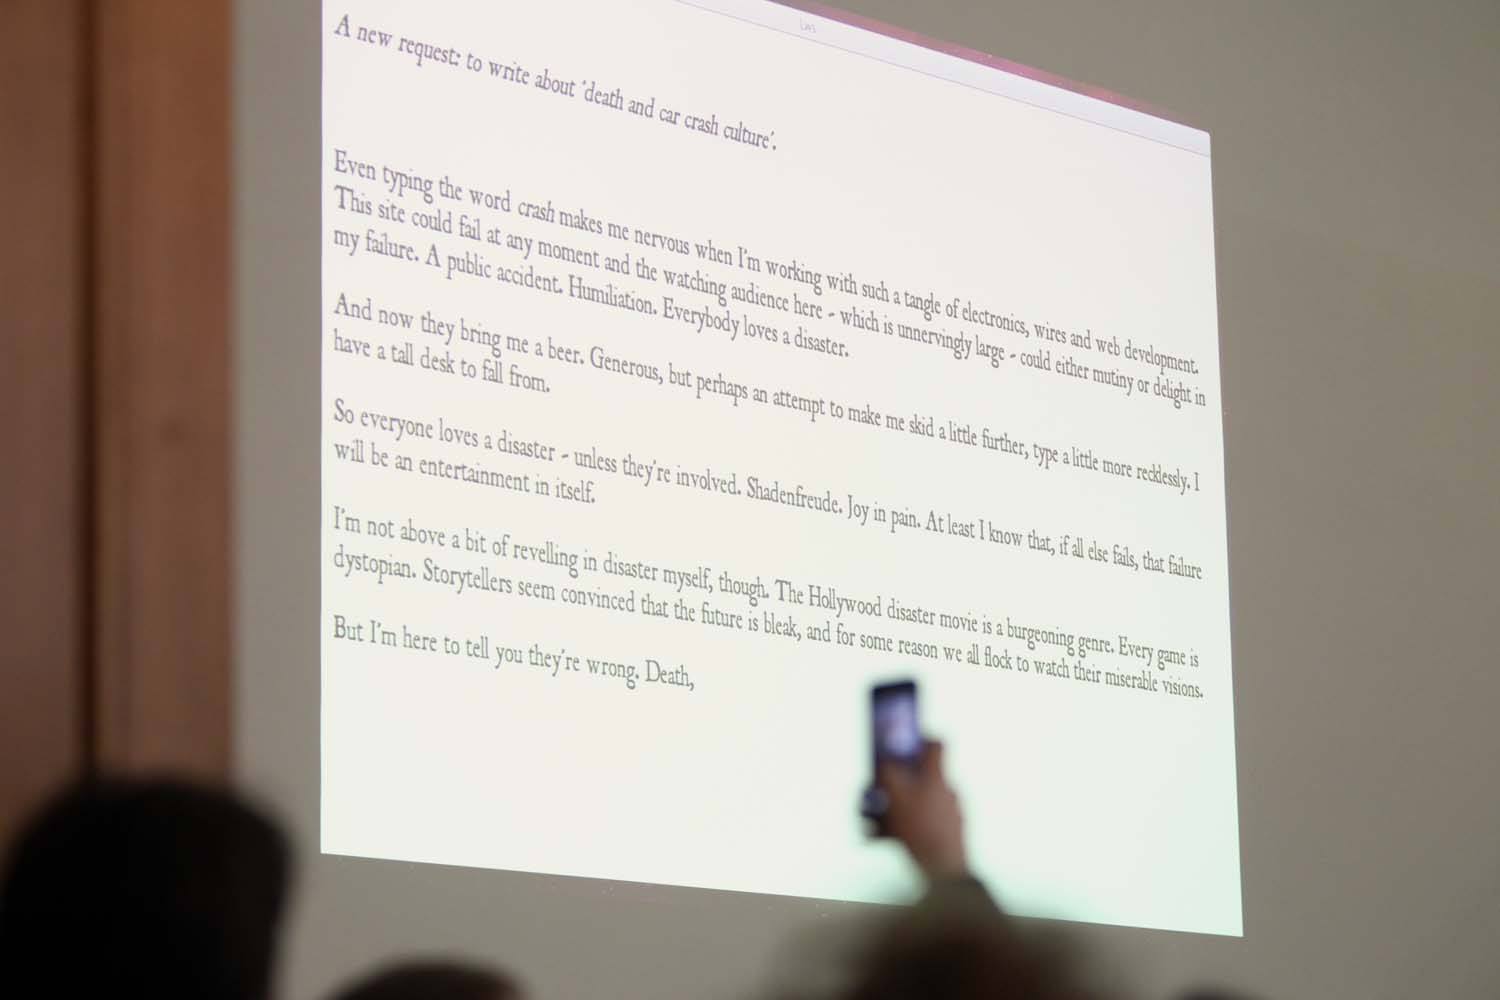 A new request: to write about 'death and car crash culture'.
Even typing the word crash makes me nervous when I'm working with such a tangle of electronics, wires and web development.
This site could fail at any moment and the watching audience here - which is unnervingly large - could either mutiny or delight in
my failure. A public accident. Humiliation. Everybody loves a disaster.
And now they bring me a beer. Generous, but perhaps an attempt to make me skid a little further, type a little more recklessly. I
have a tall desk to fall from.
So everyone loves a disaster - unless they're involved. Shadenfreude. Joy in pain. At least I know that, if all else fails, that failure
will be an entertainment in itself.
I'm not above a bit of revelling in disaster myself, though. The Hollywood disaster movie is a burgeoning genre. Every game is
dystopian. Storytellers seem convinced that the future is bleak, and for some reason we all flock to watch their miserable visions.
But I'm here to tell you they're wrong. Death,